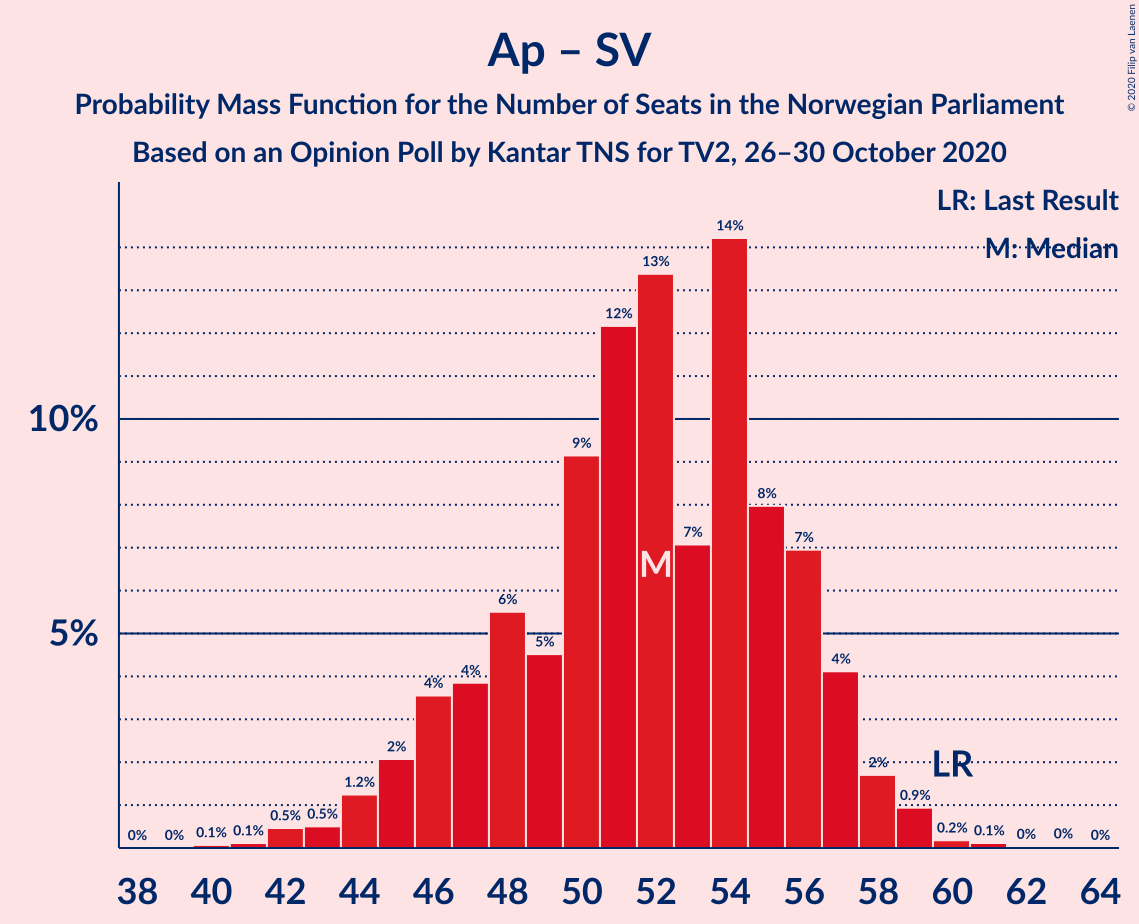 Ap – SV
Probability Mass Function for the Number of Seats in the Norwegian Parliament
Based on an Opinion Poll by Kantar TNS for TV2, 26–30 October 2020
© 2020 Filip van Laenen
LR: Last Result
M: Median
10%
5%
0% 0% 0.1% 0.1% 0.5% 0.5% 1.2% 2% 4% 4% 6% 5% 9% 12% 13% 7% 14% 8% 7% 4% 2% 0.9% 0.2% 0.1% 0% 0% 0%
M
LR
38 40 42 44 46 48 50 52 54 56 58 60 62 64